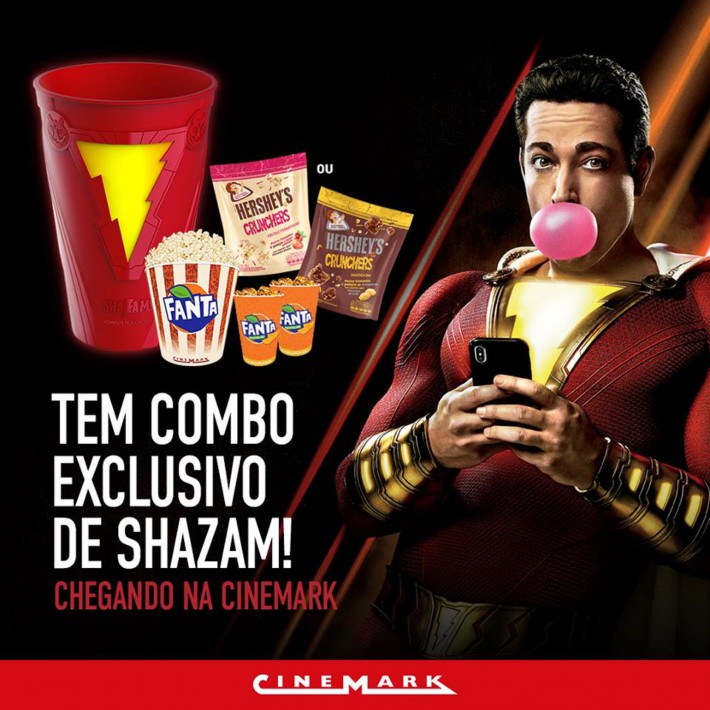 OU
HERSHEY'S
CRUNCHERS
HERSHEY'S
CRUNCHERS
FANTA
FANTA
FANTA
CINEMARK
TEM COMBO
EXCLUSIVO
DE SHAZAM!
CHEGANDO NA CINEMARK
CINEMARK